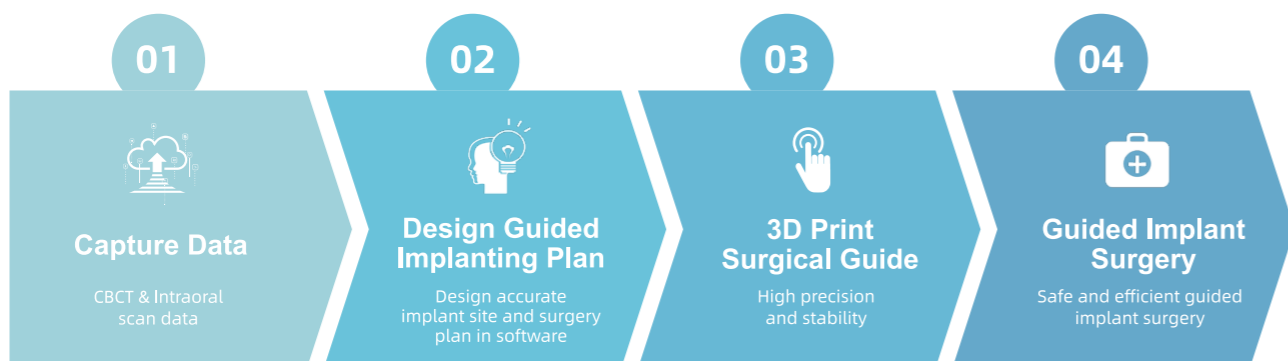 01
Capture Data
CBCT & Intraoral
scan data
02
Design Guided
Implanting Plan
Design accurate
implant site and surgery
plan in software
03
3D Print
Surgical Guide
High precision
and stability
04
Guided Implant
Surgery
Safe and efficient guided
implant surgery